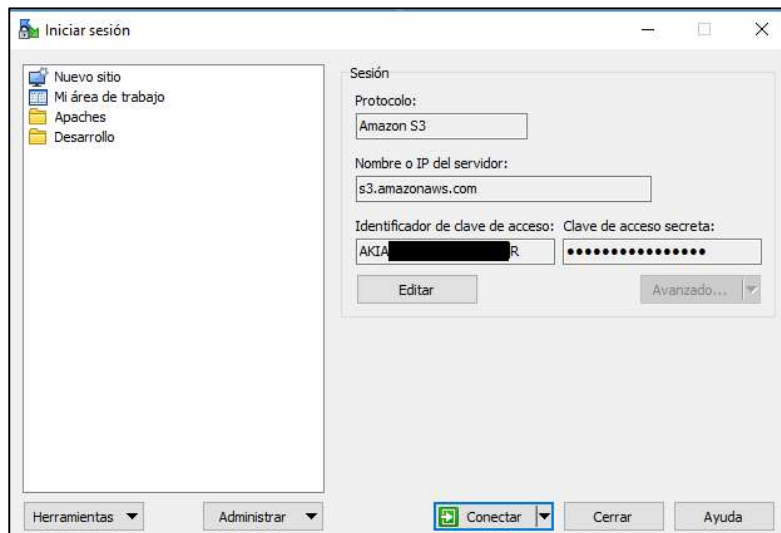 Iniciar sesión
Nuevo sitio
Mi área de trabajo
Apaches
Desarrollo
Sesión
Protocolo:
Amazon S3
Nombre o IP del servidor:
s3.amazonaws.com
Identificador de clave de acceso: Clave de acceso secreta:
AKIA R ●●●●●●●●●●●●●●●●
Editar Avanzado...
Herramientas Administrar Conectar Cerrar Ayuda